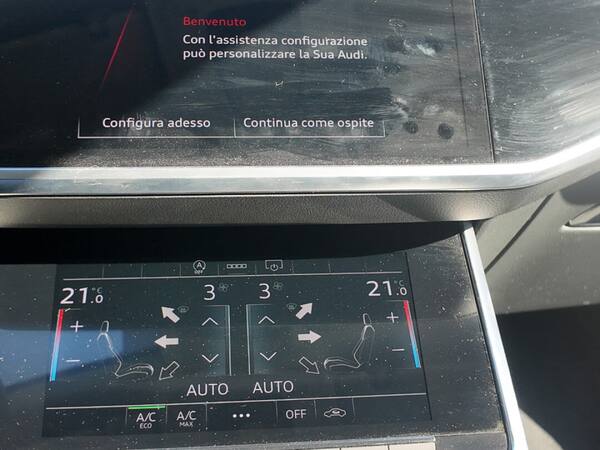 Benvenuto
Con l'assistenza configurazione
può personalizzare la Sua Audi.
Configura adesso Continua come ospite
A OFF
21.0 °C 3 3 21.0 °C
+ +
− −
AUTO AUTO
A/C ECO A/C MAX ... OFF